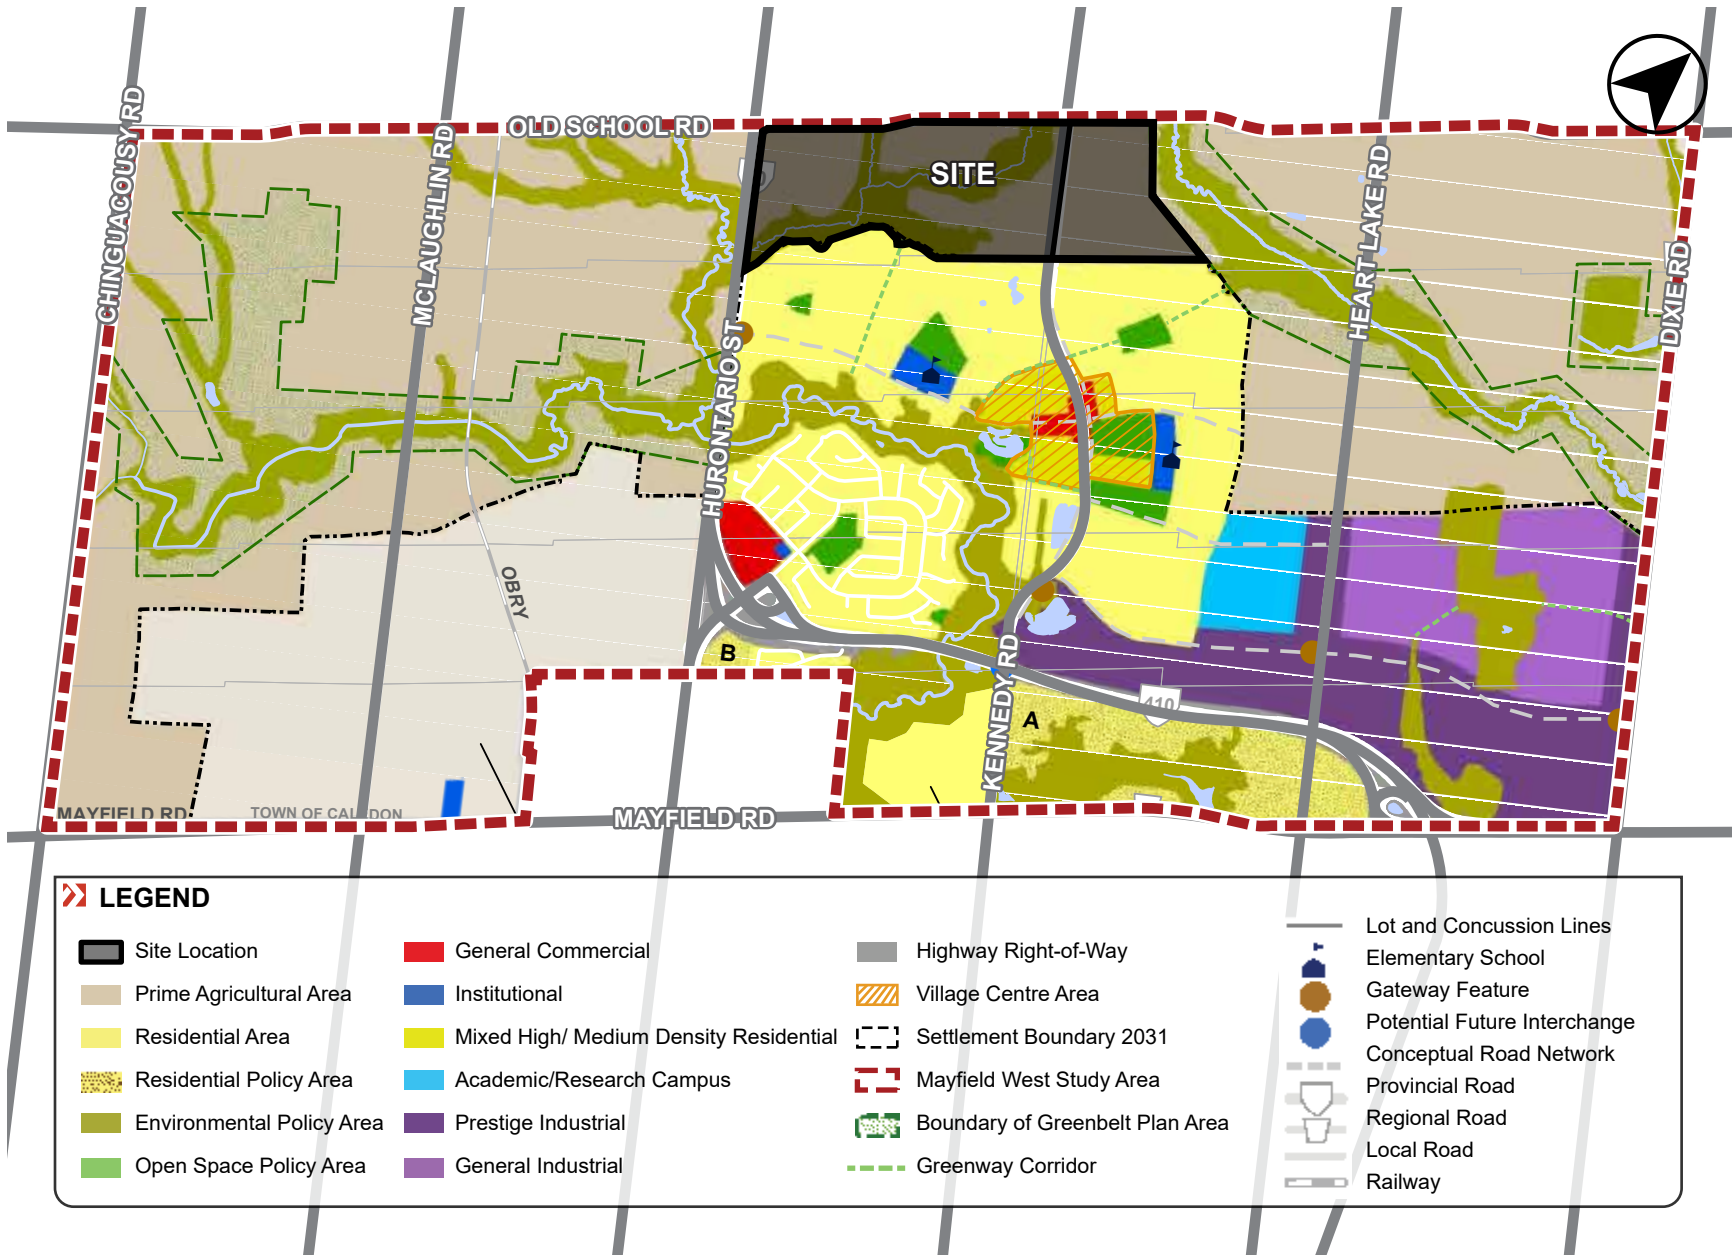 CHINGUACOUSY RD
MCLAUGHLIN RD
OLD SCHOOL RD
SITE
HEART LAKE RD
DIXIE RD
HURONTARIO ST
OBRY
B
KENNEDY RD
A
410
MAYFIELD RD
TOWN OF CALEDON
MAYFIELD RD
LEGEND
Site Location
Prime Agricultural Area
Residential Area
Residential Policy Area
Environmental Policy Area
Open Space Policy Area
General Commercial
Institutional
Mixed High/ Medium Density Residential
Academic/Research Campus
Prestige Industrial
General Industrial
Highway Right-of-Way
Village Centre Area
Settlement Boundary 2031
Mayfield West Study Area
Boundary of Greenbelt Plan Area
Greenway Corridor
Lot and Concussion Lines
Elementary School
Gateway Feature
Potential Future Interchange
Conceptual Road Network
Provincial Road
Regional Road
Local Road
Railway